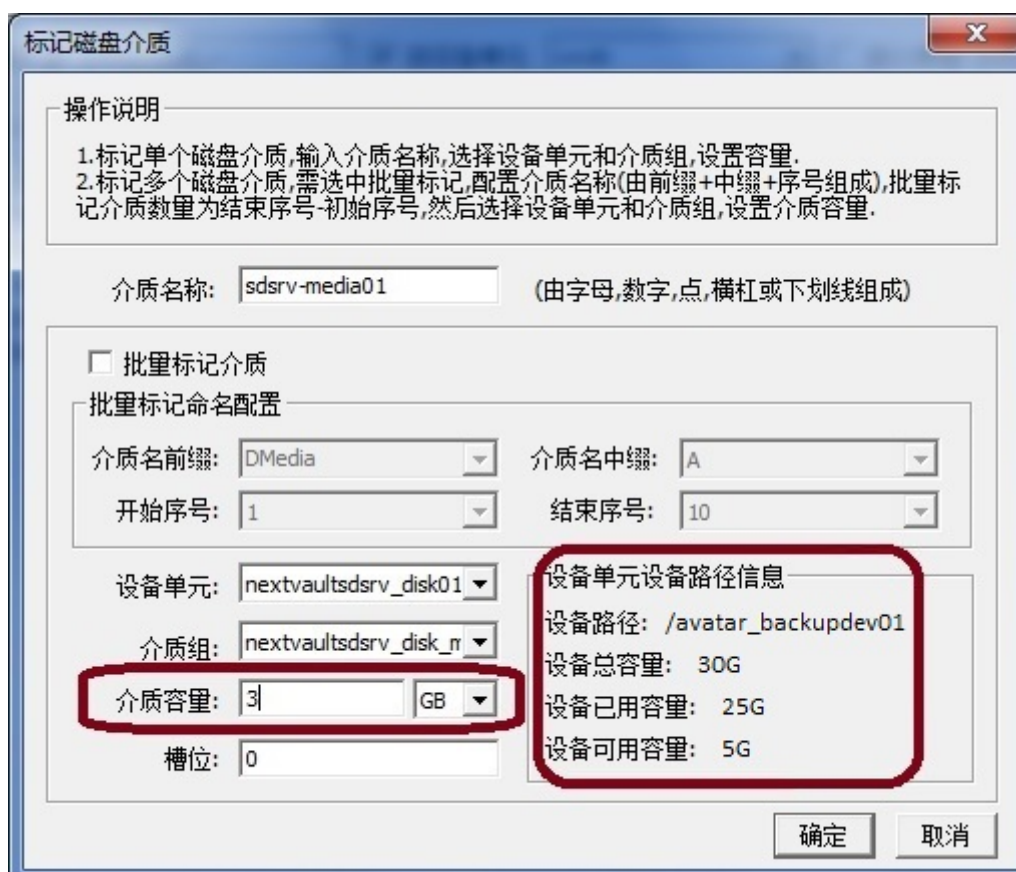 标记磁盘介质
操作说明
1.标记单个磁盘介质,输入介质名称,选择设备单元和介质组,设置容量.
2.标记多个磁盘介质,需选中批量标记,配置介质名称(由前缀+中缀+序号组成),批量标
记介质数量为结束序号-初始序号,然后选择设备单元和介质组,设置介质容量.
介质名称: sdsrv-media01 (由字母,数字,点,横杠或下划线组成)
批量标记介质
批量标记命名配置
介质名前缀: DMedia 介质名中缀: A
开始序号: 1 结束序号: 10
设备单元: nextvaultsdsrv_disk01
介质组: nextvaultsdsrv_disk_m
介质容量: 3 GB
槽位: 0
设备单元设备路径信息
设备路径: /avatar_backupdev01
设备总容量: 30G
设备已用容量: 25G
设备可用容量: 5G
确定 取消